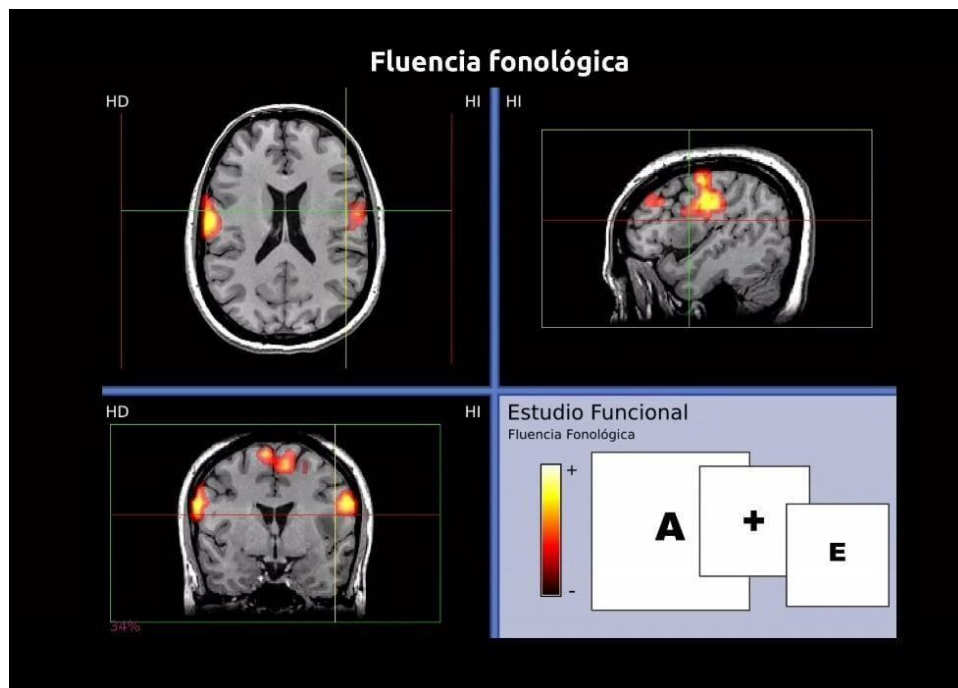 Fluencia fonológica
HD
HI
HI
HD
HI
34%
Estudio Funcional
Fluencia Fonológica
+
-
A
+
E